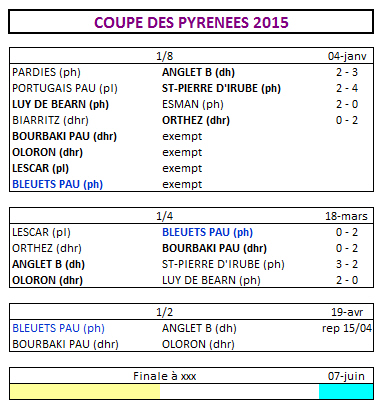 COUPE DES PYRENEES 2015
1/8 04-janv
PARDIES (ph) ANGLET B (dh) 2 - 3
PORTUGAIS PAU (pl) ST-PIERRE D'IRUBE (ph) 2 - 4
LUY DE BEARN (ph) ESMAN (ph) 2 - 0
BIARRITZ (dhr) ORTHEZ (dhr) 0 - 2
BOURBAKI PAU (dhr) exempt
OLORON (dhr) exempt
LESCAR (pl) exempt
BLEUETS PAU (ph) exempt
1/4 18-mars
LESCAR (pl) BLEUETS PAU (ph) 0 - 2
ORTHEZ (dhr) BOURBAKI PAU (dhr) 0 - 2
ANGLET B (dh) ST-PIERRE D'IRUBE (ph) 3 - 2
OLORON (dhr) LUY DE BEARN (ph) 2 - 0
1/2 19-avr
BLEUETS PAU (ph) ANGLET B (dh) rep 15/04
BOURBAKI PAU (dhr) OLORON (dhr)
Finale à xxx 07-juin